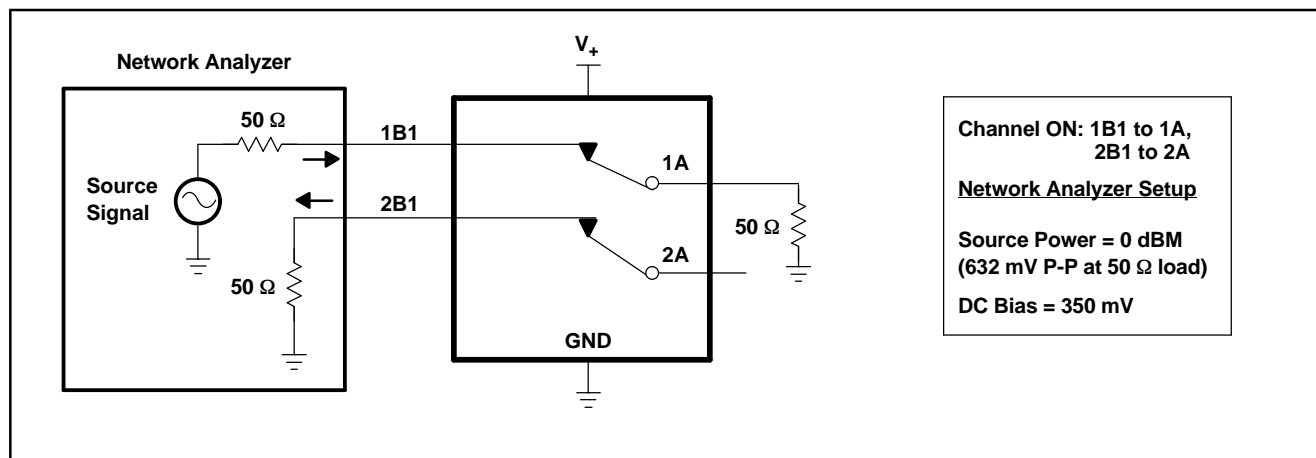 V+
Network Analyzer
50 Ω
1B1
1A
Source
Signal
2B1
50 Ω
50 Ω
2A
GND
Channel ON: 1B1 to 1A,
2B1 to 2A
Network Analyzer Setup
Source Power = 0 dBM
(632 mV P-P at 50 Ω load)
DC Bias = 350 mV